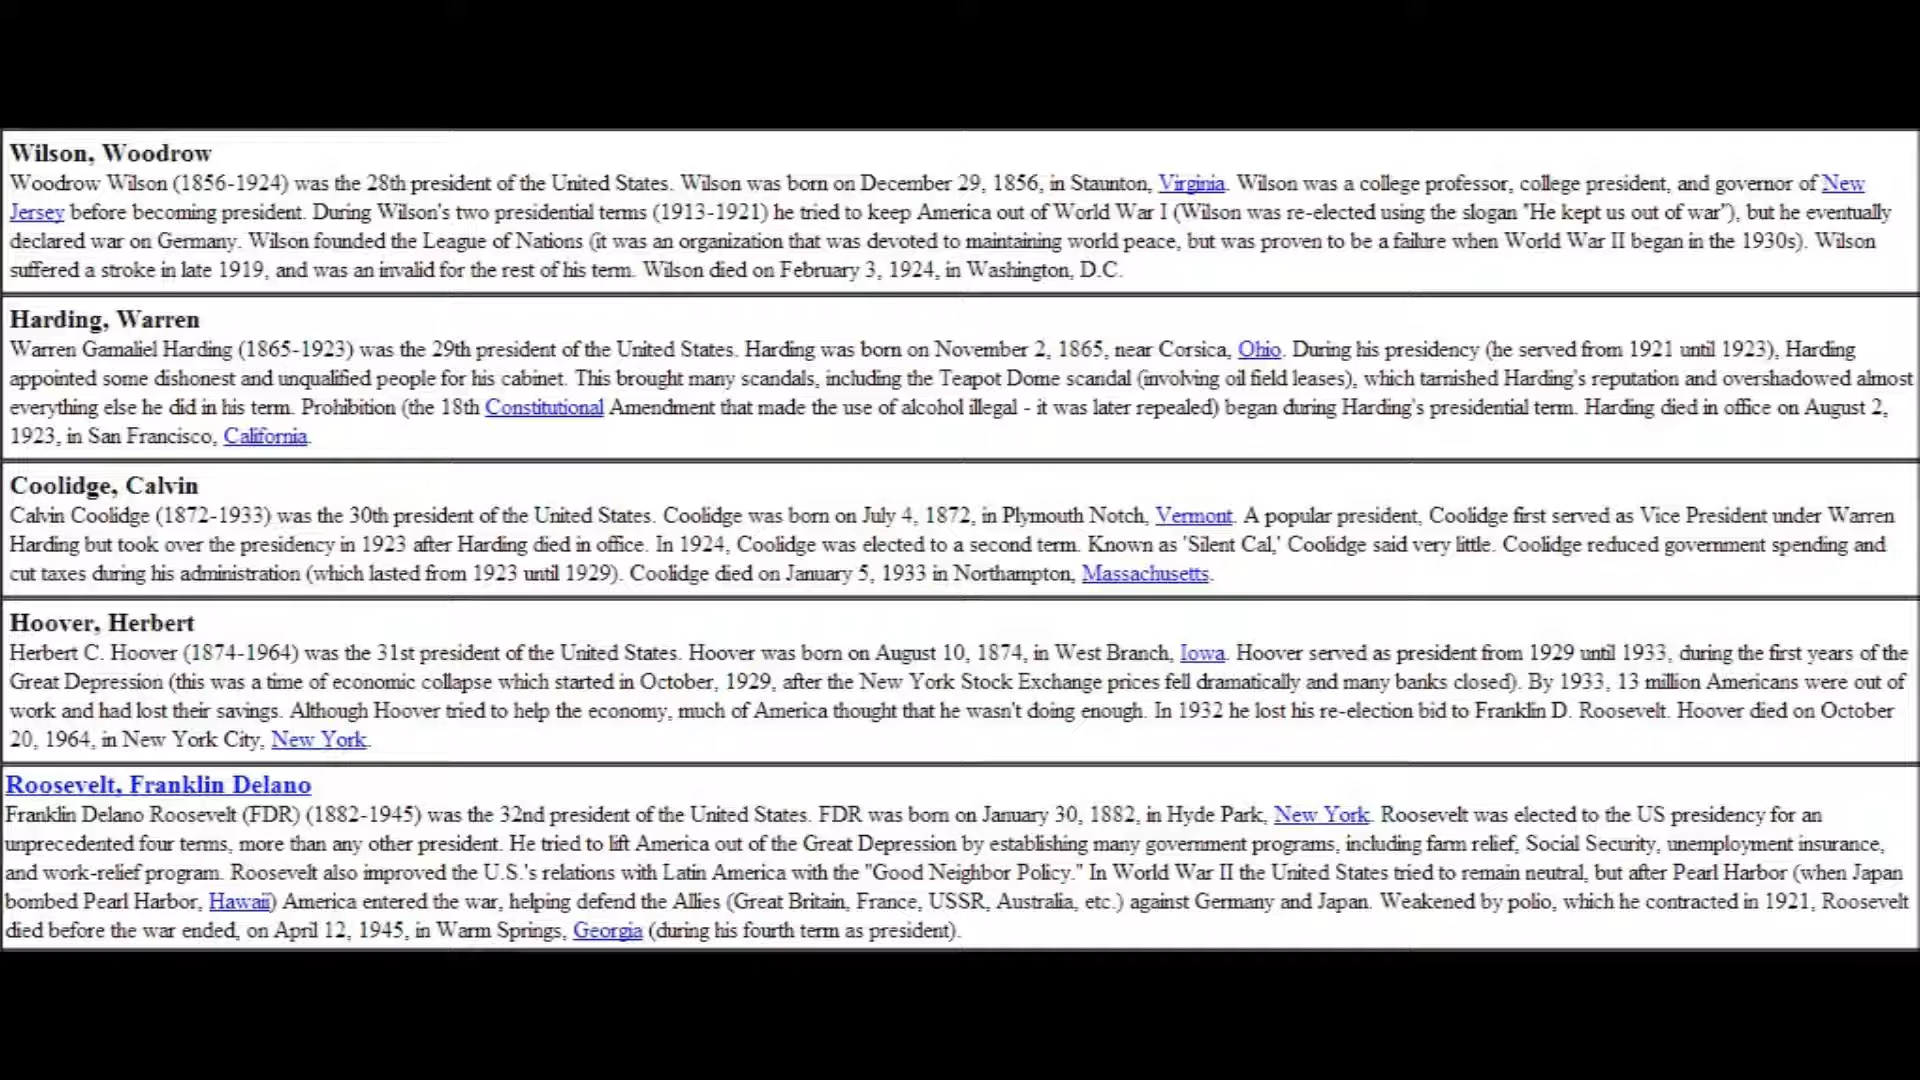 Wilson, Woodrow
Woodrow Wilson (1856-1924) was the 28th president of the United States. Wilson was born on December 29, 1856, in Staunton, Virginia. Wilson was a college professor, college president, and governor of New
Jersey before becoming president. During Wilson's two presidential terms (1913-1921) he tried to keep America out of World War I (Wilson was re-elected using the slogan "He kept us out of war"), but he eventually
declared war on Germany. Wilson founded the League of Nations (it was an organization that was devoted to maintaining world peace, but was proven to be a failure when World War II began in the 1930s). Wilson
suffered a stroke in late 1919, and was an invalid for the rest of his term. Wilson died on February 3, 1924, in Washington, D.C.
Harding, Warren
Warren Gamaliel Harding (1865-1923) was the 29th president of the United States. Harding was born on November 2, 1865, near Corsica, Ohio. During his presidency (he served from 1921 until 1923), Harding
appointed some dishonest and unqualified people for his cabinet. This brought many scandals, including the Teapot Dome scandal (involving oil field leases), which tarnished Harding's reputation and overshadowed almost
everything else he did in his term. Prohibition (the 18th Constitutional Amendment that made the use of alcohol illegal - it was later repealed) began during Harding's presidential term. Harding died in office on August 2,
1923, in San Francisco, California.
Coolidge, Calvin
Calvin Coolidge (1872-1933) was the 30th president of the United States. Coolidge was born on July 4, 1872, in Plymouth Notch, Vermont. A popular president, Coolidge first served as Vice President under Warren
Harding but took over the presidency in 1923 after Harding died in office. In 1924, Coolidge was elected to a second term. Known as 'Silent Cal,' Coolidge said very little. Coolidge reduced government spending and
cut taxes during his administration (which lasted from 1923 until 1929). Coolidge died on January 5, 1933 in Northampton, Massachusetts.
Hoover, Herbert
Herbert C. Hoover (1874-1964) was the 31st president of the United States. Hoover was born on August 10, 1874, in West Branch, Iowa. Hoover served as president from 1929 until 1933, during the first years of the
Great Depression (this was a time of economic collapse which started in October, 1929, after the New York Stock Exchange prices fell dramatically and many banks closed). By 1933, 13 million Americans were out of
work and had lost their savings. Although Hoover tried to help the economy, much of America thought that he wasn't doing enough. In 1932 he lost his re-election bid to Franklin D. Roosevelt. Hoover died on October
20, 1964, in New York City, New York.
Roosevelt, Franklin Delano
Franklin Delano Roosevelt (FDR) (1882-1945) was the 32nd president of the United States. FDR was born on January 30, 1882, in Hyde Park, New York. Roosevelt was elected to the US presidency for an
unprecedented four terms, more than any other president. He tried to lift America out of the Great Depression by establishing many government programs, including farm relief, Social Security, unemployment insurance,
and work-relief program. Roosevelt also improved the U.S.'s relations with Latin America with the "Good Neighbor Policy." In World War II the United States tried to remain neutral, but after Pearl Harbor (when Japan
bombed Pearl Harbor, Hawaii) America entered the war, helping defend the Allies (Great Britain, France, USSR, Australia, etc.) against Germany and Japan. Weakened by polio, which he contracted in 1921, Roosevelt
died before the war ended, on April 12, 1945, in Warm Springs, Georgia (during his fourth term as president).